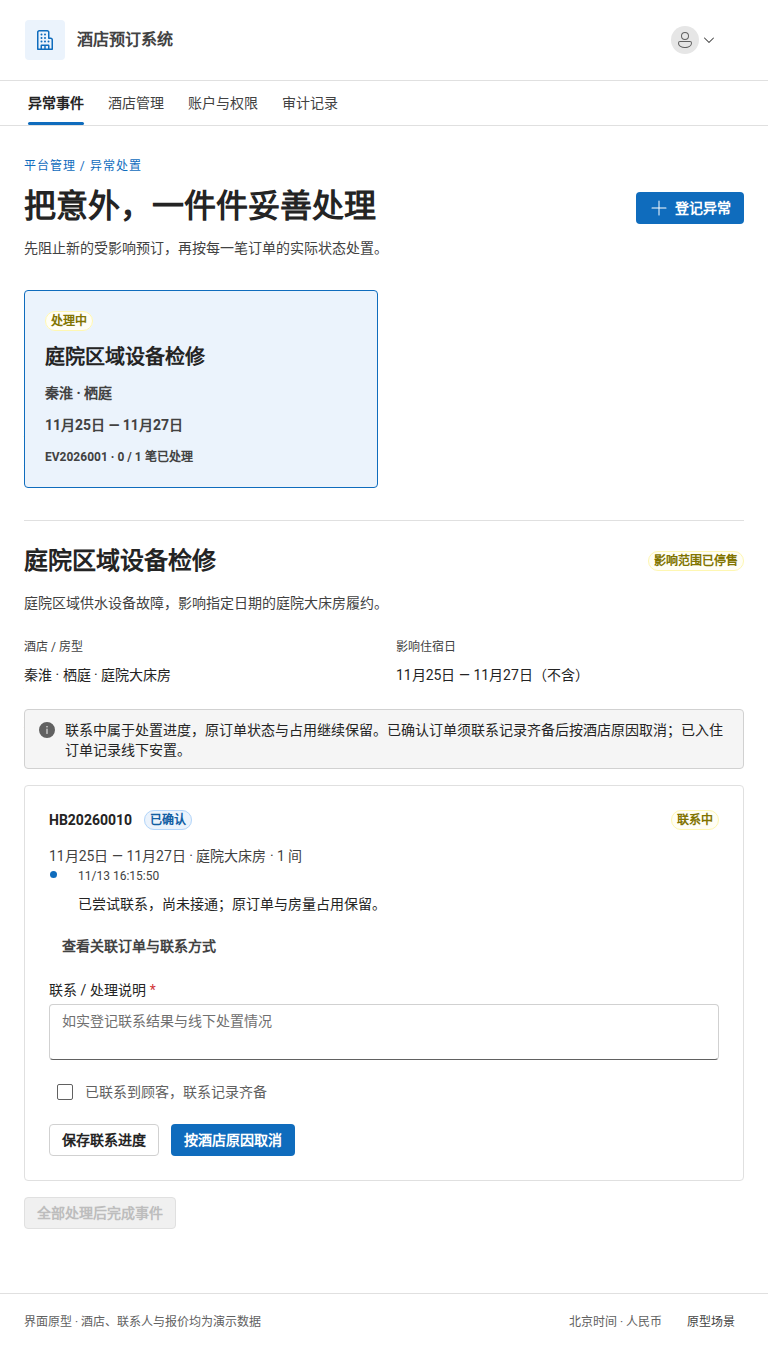 酒店预订系统
异常事件 酒店管理 账户与权限 审计记录
平台管理 / 异常处置
把意外，一件件妥善处理
登记异常
先阻止新的受影响预订，再按每一笔订单的实际状态处置。
处理中
庭院区域设备检修
秦淮 · 栖庭
11月25日 — 11月27日
EV2026001 · 0 / 1 笔已处理
庭院区域设备检修
影响范围已停售
庭院区域供水设备故障，影响指定日期的庭院大床房履约。
酒店 / 房型
秦淮 · 栖庭 · 庭院大床房
影响住宿日
11月25日 — 11月27日（不含）
联系中属于处置进度，原订单状态与占用继续保留。已确认订单须联系记录齐备后按酒店原因取消；已入住
订单记录线下安置。
HB20260010 已确认 联系中
11月25日 — 11月27日 · 庭院大床房 · 1 间
11/13 16:15:50
已尝试联系，尚未接通；原订单与房量占用保留。
查看关联订单与联系方式
联系 / 处理说明 *
如实登记联系结果与线下处置情况
已联系到顾客，联系记录齐备
保存联系进度 按酒店原因取消
全部处理后完成事件
界面原型 · 酒店、联系人与报价均为演示数据 北京时间 · 人民币 原型场景